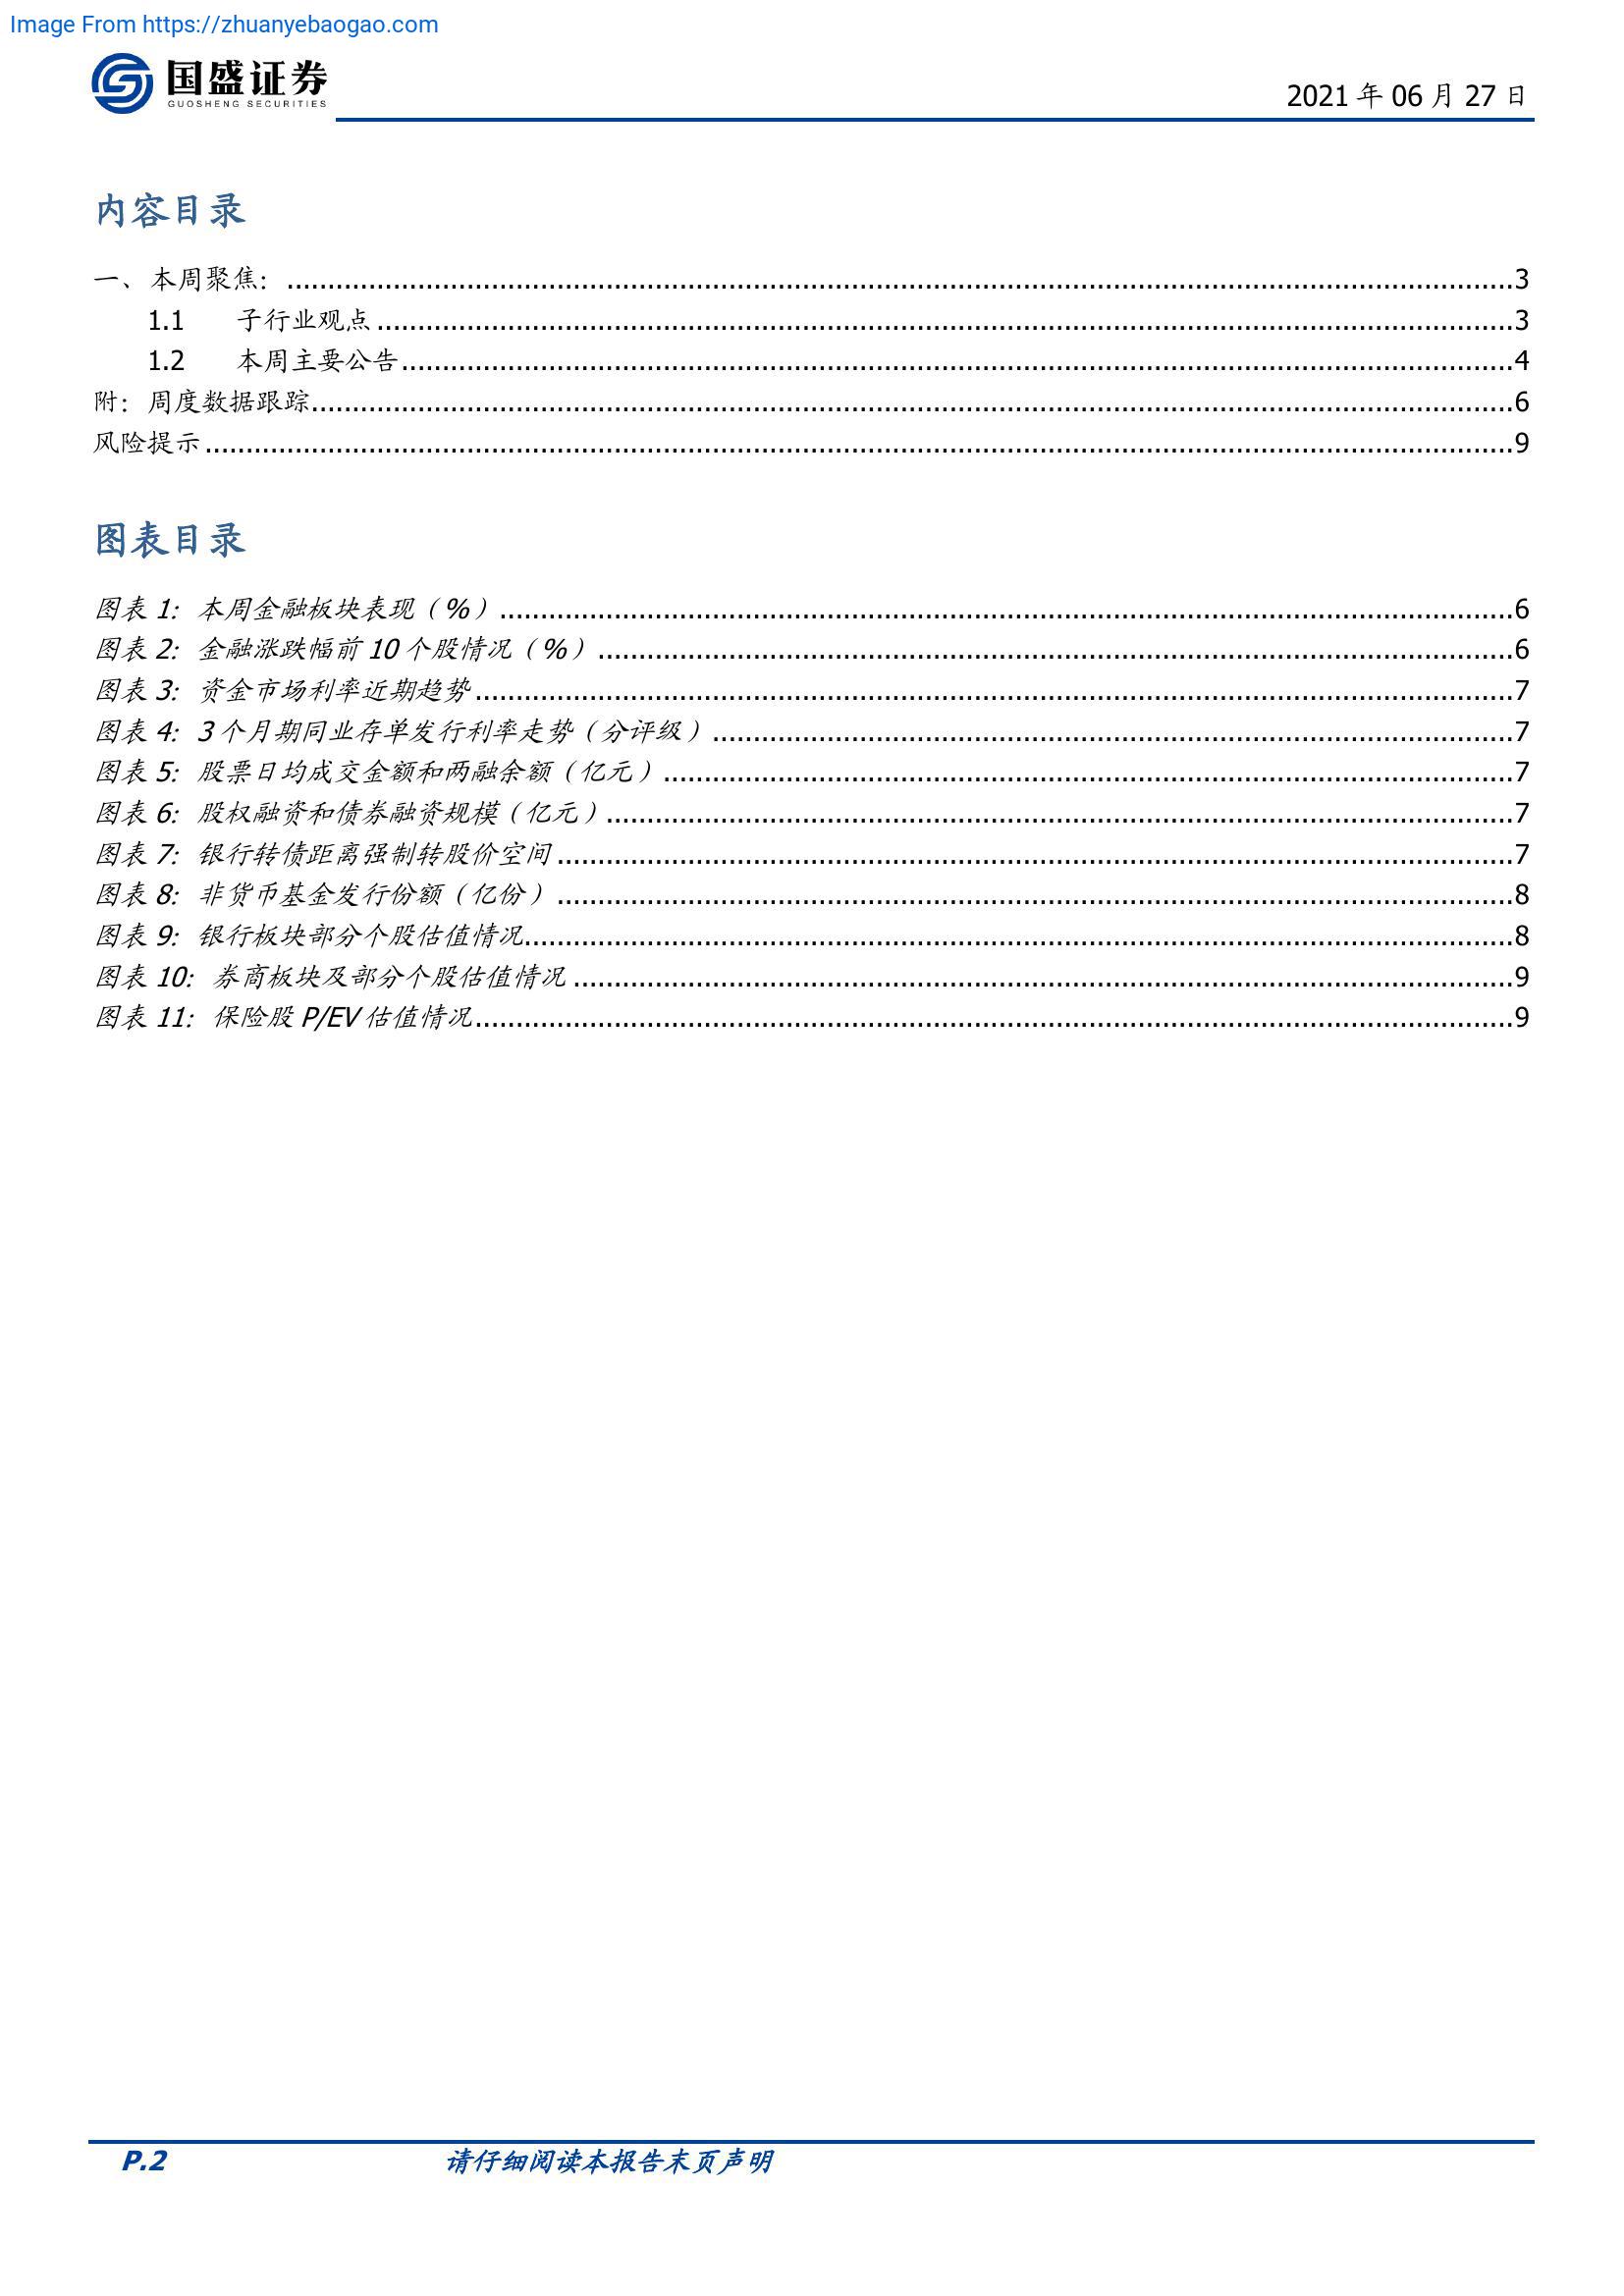 Image From https://zhuanyebaogao.com
国盛证券
GUOSHENG SECURITIES
2021 年 06 月 27 日
内容目录
一、本周聚焦: ........................................................................................................................3
1.1 子行业观点 ........................................................................................................................3
1.2 本周主要公告 ........................................................................................................................4
附: 周度数据跟踪 ........................................................................................................................6
风险提示 ........................................................................................................................9
图表目录
图表 1: 本周金融板块表现（%） ........................................................................................................................6
图表 2: 金融涨跌幅前 10 个股情况（%） ........................................................................................................................6
图表 3: 资金市场利率近期趋势 ........................................................................................................................7
图表 4: 3 个月期同业存单发行利率走势（分评级） ........................................................................................................................7
图表 5: 股票日均成交金额和两融余额（亿元） ........................................................................................................................7
图表 6: 股权融资和债券融资规模（亿元） ........................................................................................................................7
图表 7: 银行转债距离强制转股价空间 ........................................................................................................................7
图表 8: 非货币基金发行份额（亿份） ........................................................................................................................8
图表 9: 银行板块部分个股估值情况 ........................................................................................................................8
图表 10: 券商板块及部分个股估值情况 ........................................................................................................................9
图表 11: 保险股 P/EV 估值情况 ........................................................................................................................9
P.2 请仔细阅读本报告末页声明